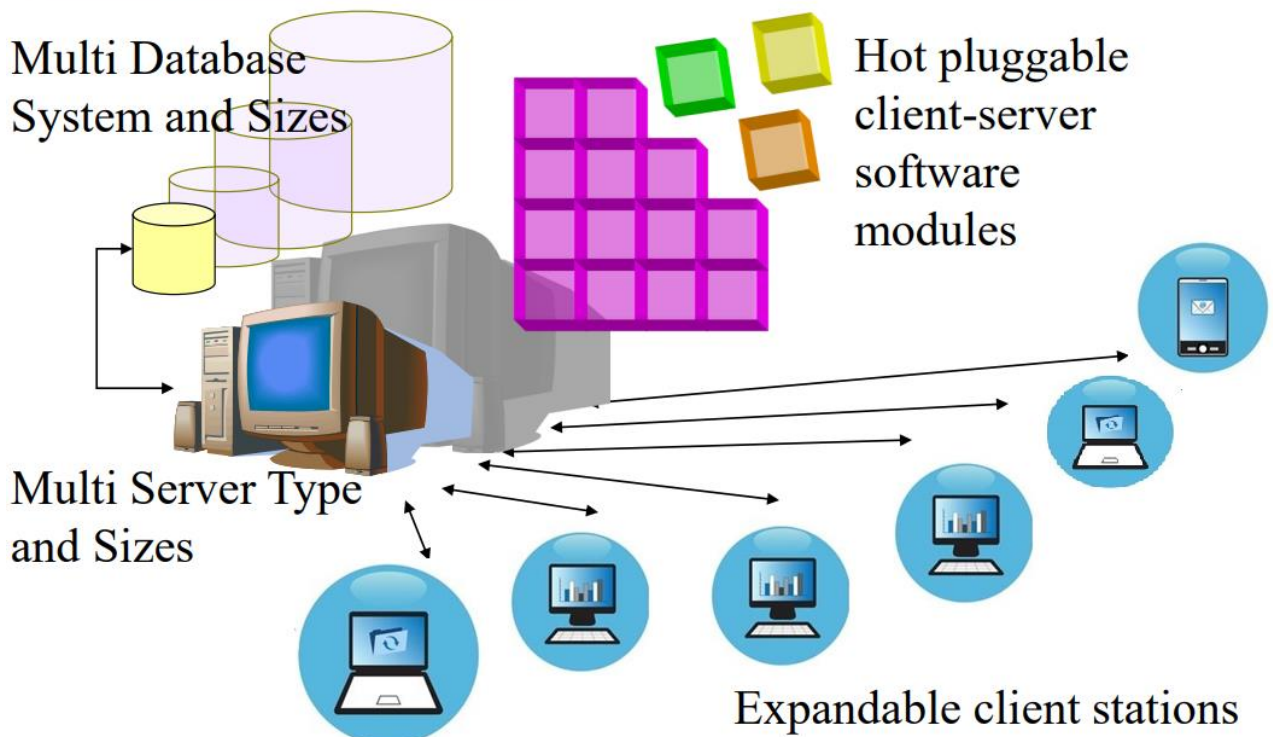 Multi Database
System and Sizes
Hot pluggable
client-server
software
modules
Multi Server Type
and Sizes
Expandable client stations